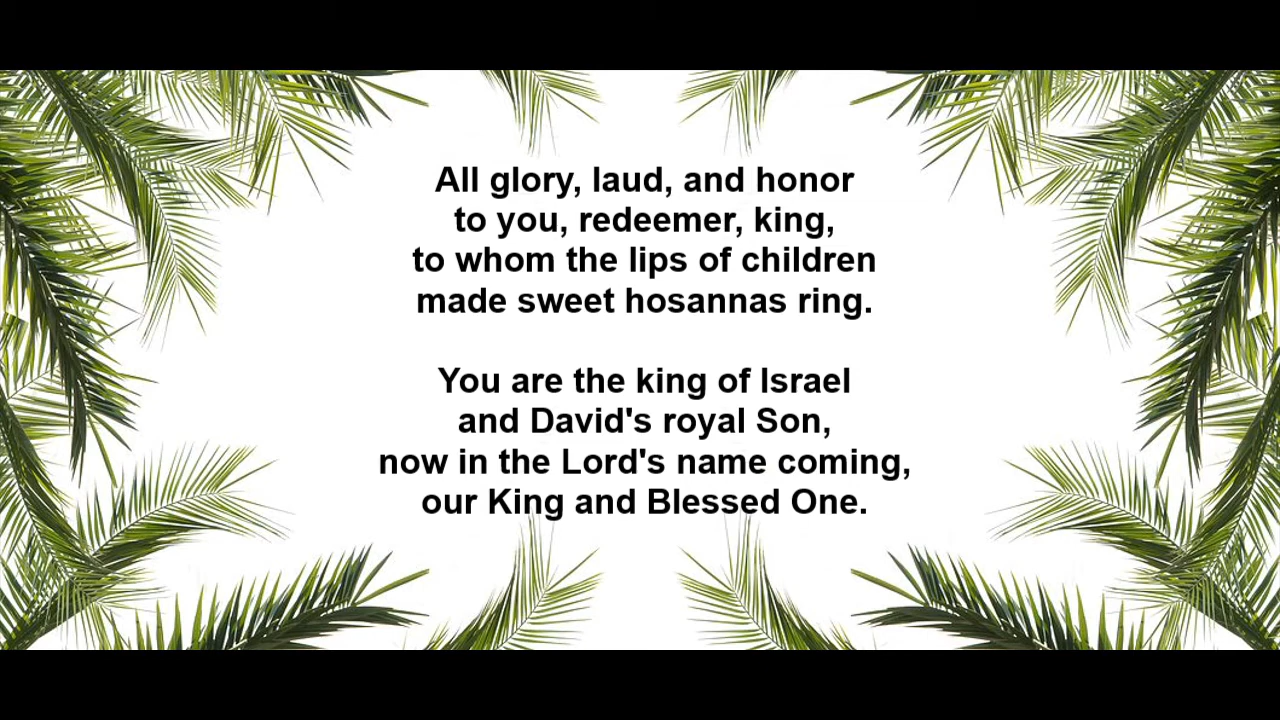 All glory, laud, and honor
to you, redeemer, king,
to whom the lips of children
made sweet hosannas ring.
You are the king of Israel
and David's royal Son,
now in the Lord's name coming,
our King and Blessed One.